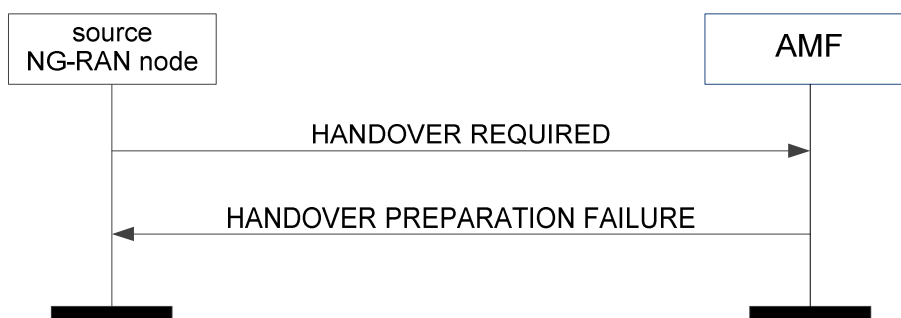 source
NG-RAN node
AMF
HANDOVER REQUIRED
HANDOVER PREPARATION FAILURE